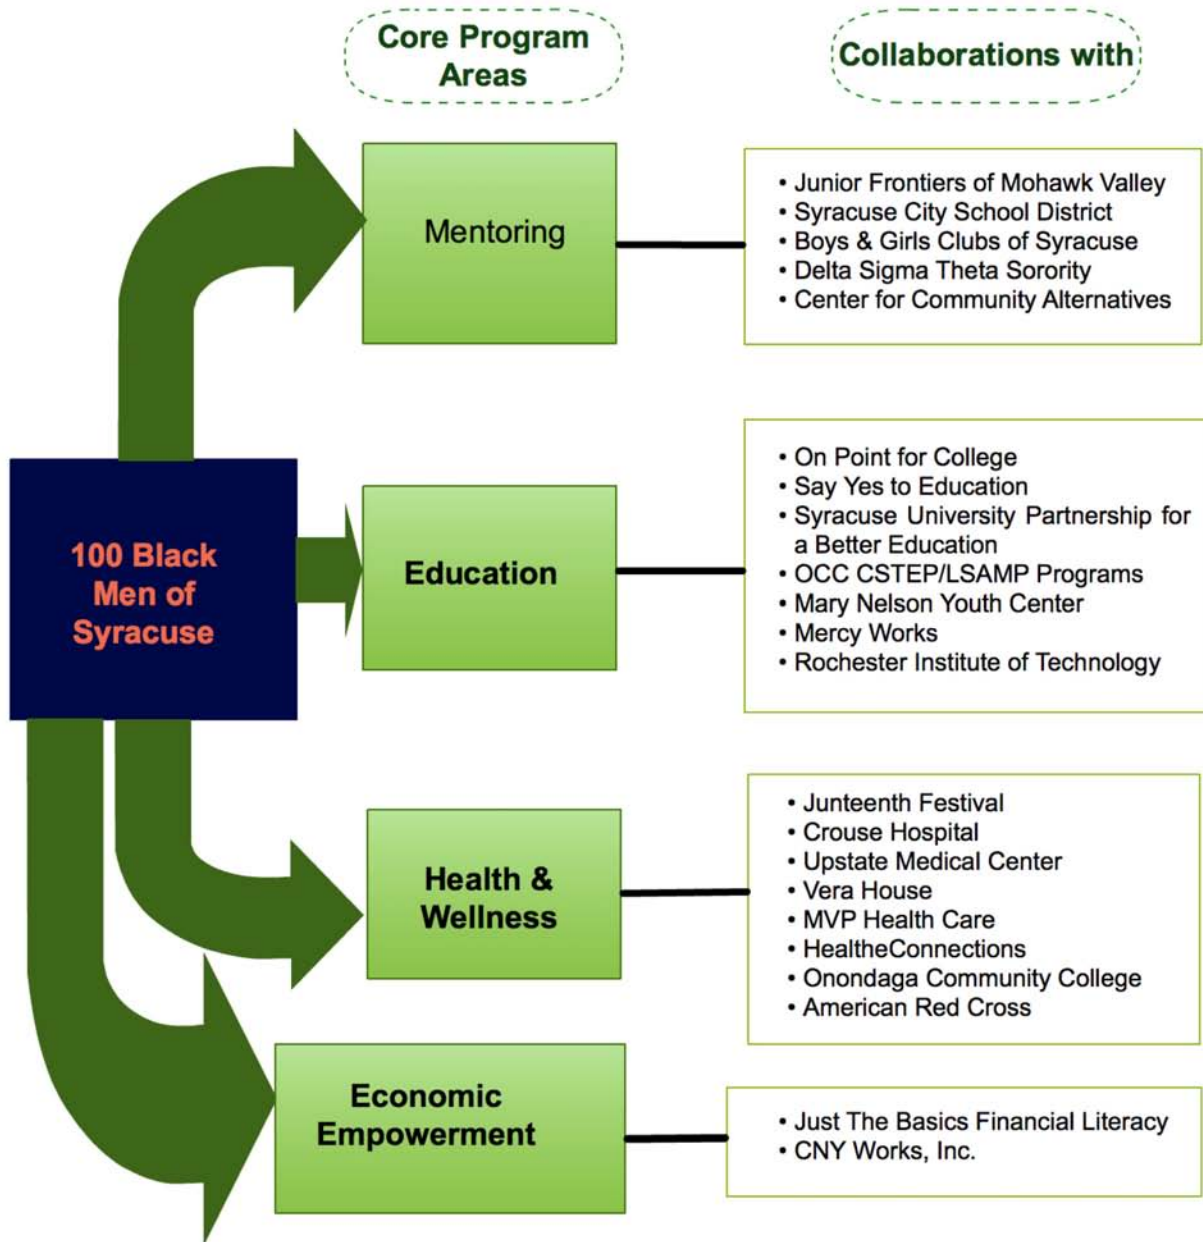 Core Program
Areas
Collaborations with
Mentoring
• Junior Frontiers of Mohawk Valley
• Syracuse City School District
• Boys & Girls Clubs of Syracuse
• Delta Sigma Theta Sorority
• Center for Community Alternatives
100 Black
Men of
Syracuse
Education
• On Point for College
• Say Yes to Education
• Syracuse University Partnership for
a Better Education
• OCC CSTEP/LSAMP Programs
• Mary Nelson Youth Center
• Mercy Works
• Rochester Institute of Technology
Health &
Wellness
• Junteenth Festival
• Crouse Hospital
• Upstate Medical Center
• Vera House
• MVP Health Care
• HealtheConnections
• Onondaga Community College
• American Red Cross
Economic
Empowerment
• Just The Basics Financial Literacy
• CNY Works, Inc.